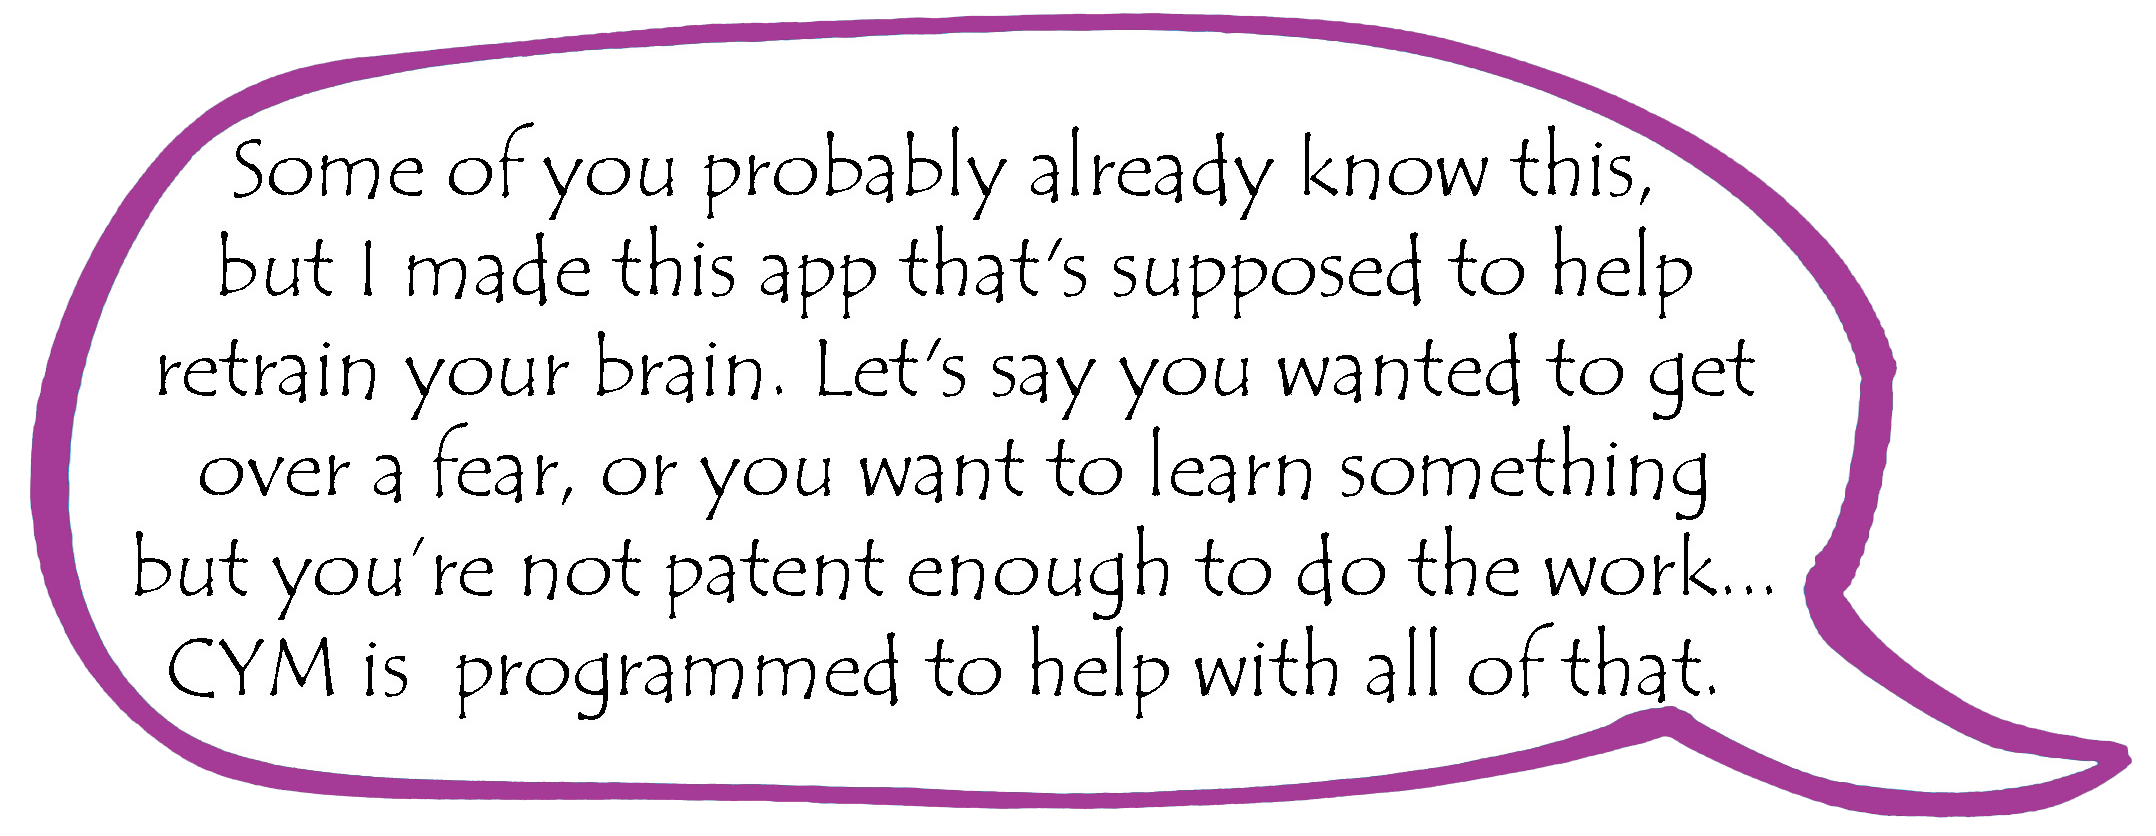 Some of you probably already know this,
but I made this app that's supposed to help
retrain your brain. Let's say you wanted to get
over a fear, or you want to learn something
but you're not patent enough to do the work...
CYM is  programmed to help with all of that.